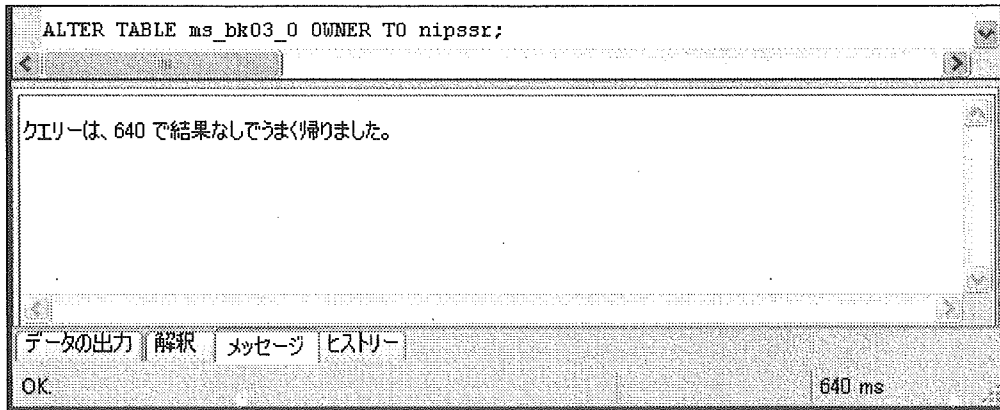 ALTER TABLE ms_bk03_0 OWNER TO nipssr;
クエリーは、640 で結果なしでうまく帰りました。
データの出力 解釈 メッセージ ヒストリー
OK. 640 ms